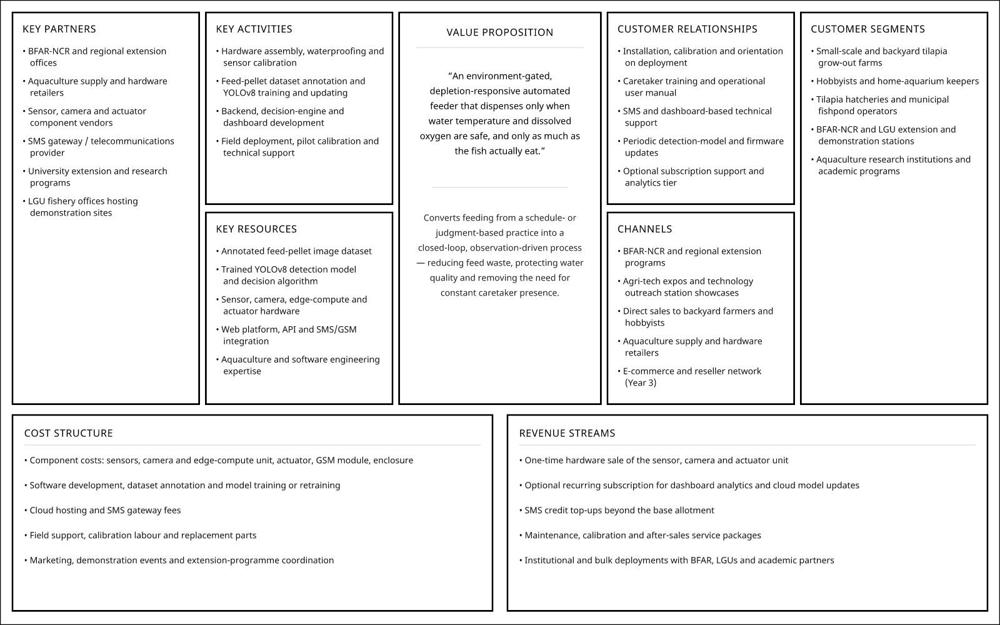 KEY PARTNERS
• BFAR-NCR and regional extension
offices
• Aquaculture supply and hardware
retailers
• Sensor, camera and actuator
component vendors
• SMS gateway / telecommunications
provider
• University extension and research
programs
• LGU fishery offices hosting
demonstration sites
KEY ACTIVITIES
• Hardware assembly, waterproofing and
sensor calibration
• Feed-pellet dataset annotation and
YOLOv8 training and updating
• Backend, decision-engine and
dashboard development
• Field deployment, pilot calibration and
technical support
KEY RESOURCES
• Annotated feed-pellet image dataset
• Trained YOLOv8 detection model
and decision algorithm
• Sensor, camera, edge-compute and
actuator hardware
• Web platform, API and SMS/GSM
integration
• Aquaculture and software engineering
expertise
VALUE PROPOSITION
“An environment-gated,
depletion-responsive automated
feeder that dispenses only when
water temperature and dissolved
oxygen are safe, and only as much as
the fish actually eat.”
Converts feeding from a schedule- or
judgment-based practice into a
closed-loop, observation-driven process
— reducing feed waste, protecting water
quality and removing the need for
constant caretaker presence.
CUSTOMER RELATIONSHIPS
• Installation, calibration and orientation
on deployment
• Caretaker training and operational
user manual
• SMS and dashboard-based technical
support
• Periodic detection-model and firmware
updates
• Optional subscription support and
analytics tier
CHANNELS
• BFAR-NCR and regional extension
programs
• Agri-tech expos and technology
outreach station showcases
• Direct sales to backyard farmers and
hobbyists
• Aquaculture supply and hardware
retailers
• E-commerce and reseller network
(Year 3)
CUSTOMER SEGMENTS
• Small-scale and backyard tilapia
grow-out farms
• Hobbyists and home-aquarium keepers
• Tilapia hatcheries and municipal
fishpond operators
• BFAR-NCR and LGU extension and
demonstration stations
• Aquaculture research institutions and
academic programs
COST STRUCTURE
• Component costs: sensors, camera and edge-compute unit, actuator, GSM module, enclosure
• Software development, dataset annotation and model training or retraining
• Cloud hosting and SMS gateway fees
• Field support, calibration labour and replacement parts
• Marketing, demonstration events and extension-programme coordination
REVENUE STREAMS
• One-time hardware sale of the sensor, camera and actuator unit
• Optional recurring subscription for dashboard analytics and cloud model updates
• SMS credit top-ups beyond the base allotment
• Maintenance, calibration and after-sales service packages
• Institutional and bulk deployments with BFAR, LGUs and academic partners